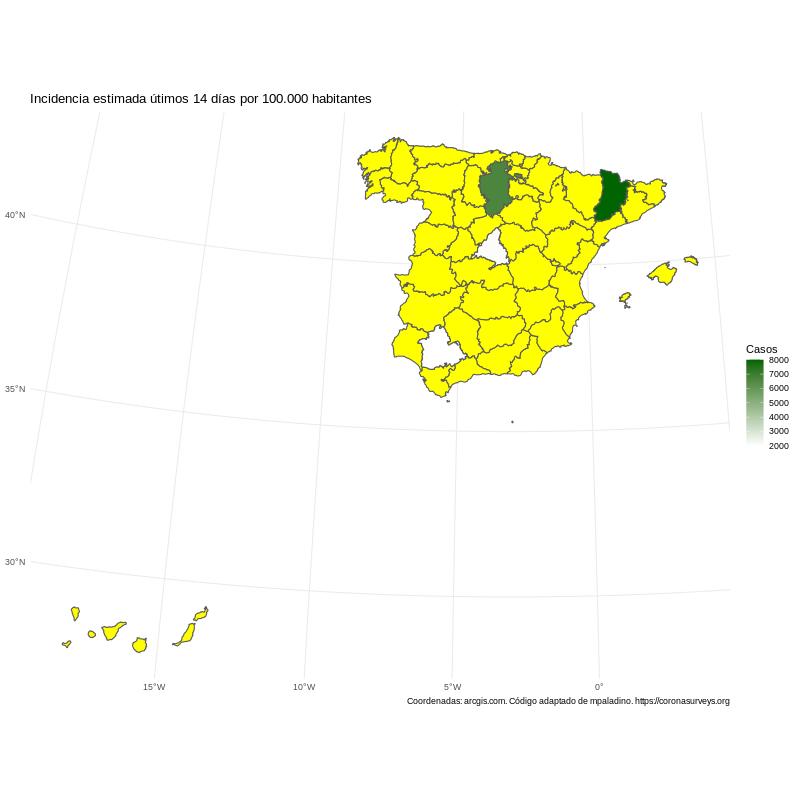 Incidencia estimada útimos 14 días por 100.000 habitantes
40°N
35°N
30°N
15°W
10°W
5°W
0°
Casos
8000
7000
6000
5000
4000
3000
2000
Coordenadas: arcgis.com. Código adaptado de mpaladino. https://coronasurveys.org